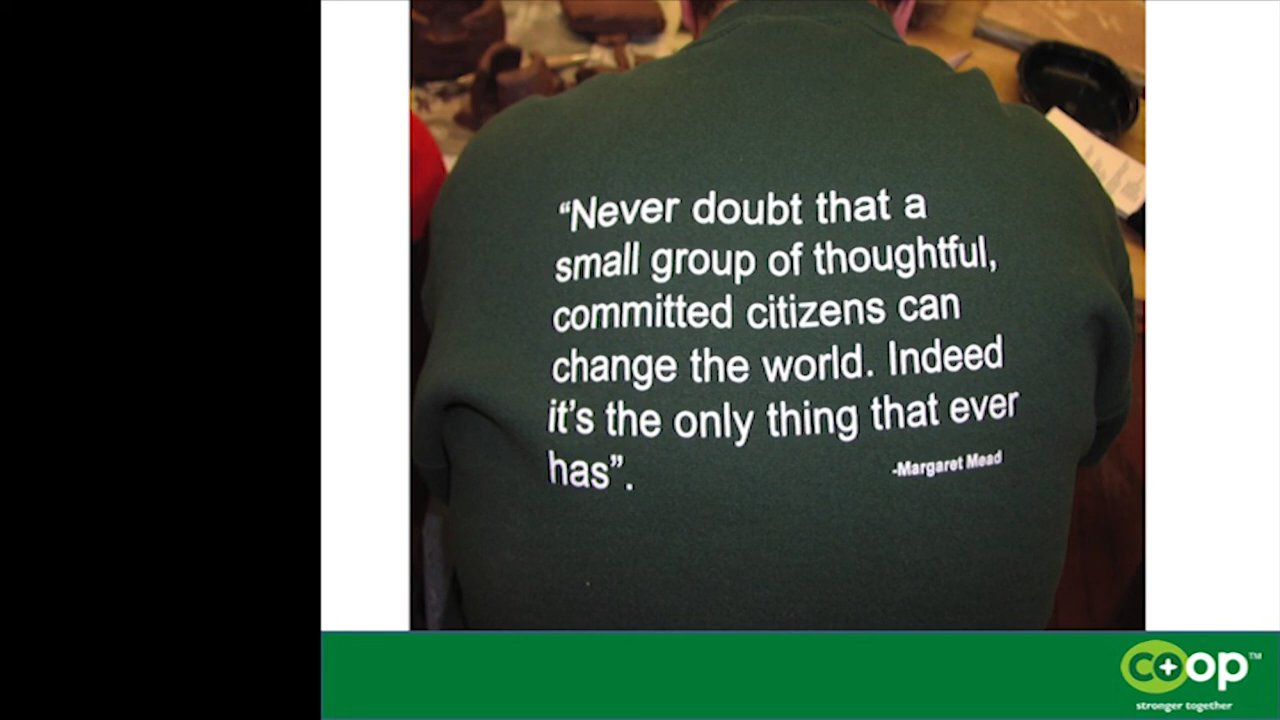 “Never doubt that a
small group of thoughtful,
committed citizens can
change the world. Indeed
it’s the only thing that ever
has”.
-Margaret Mead
co+op™
stronger together